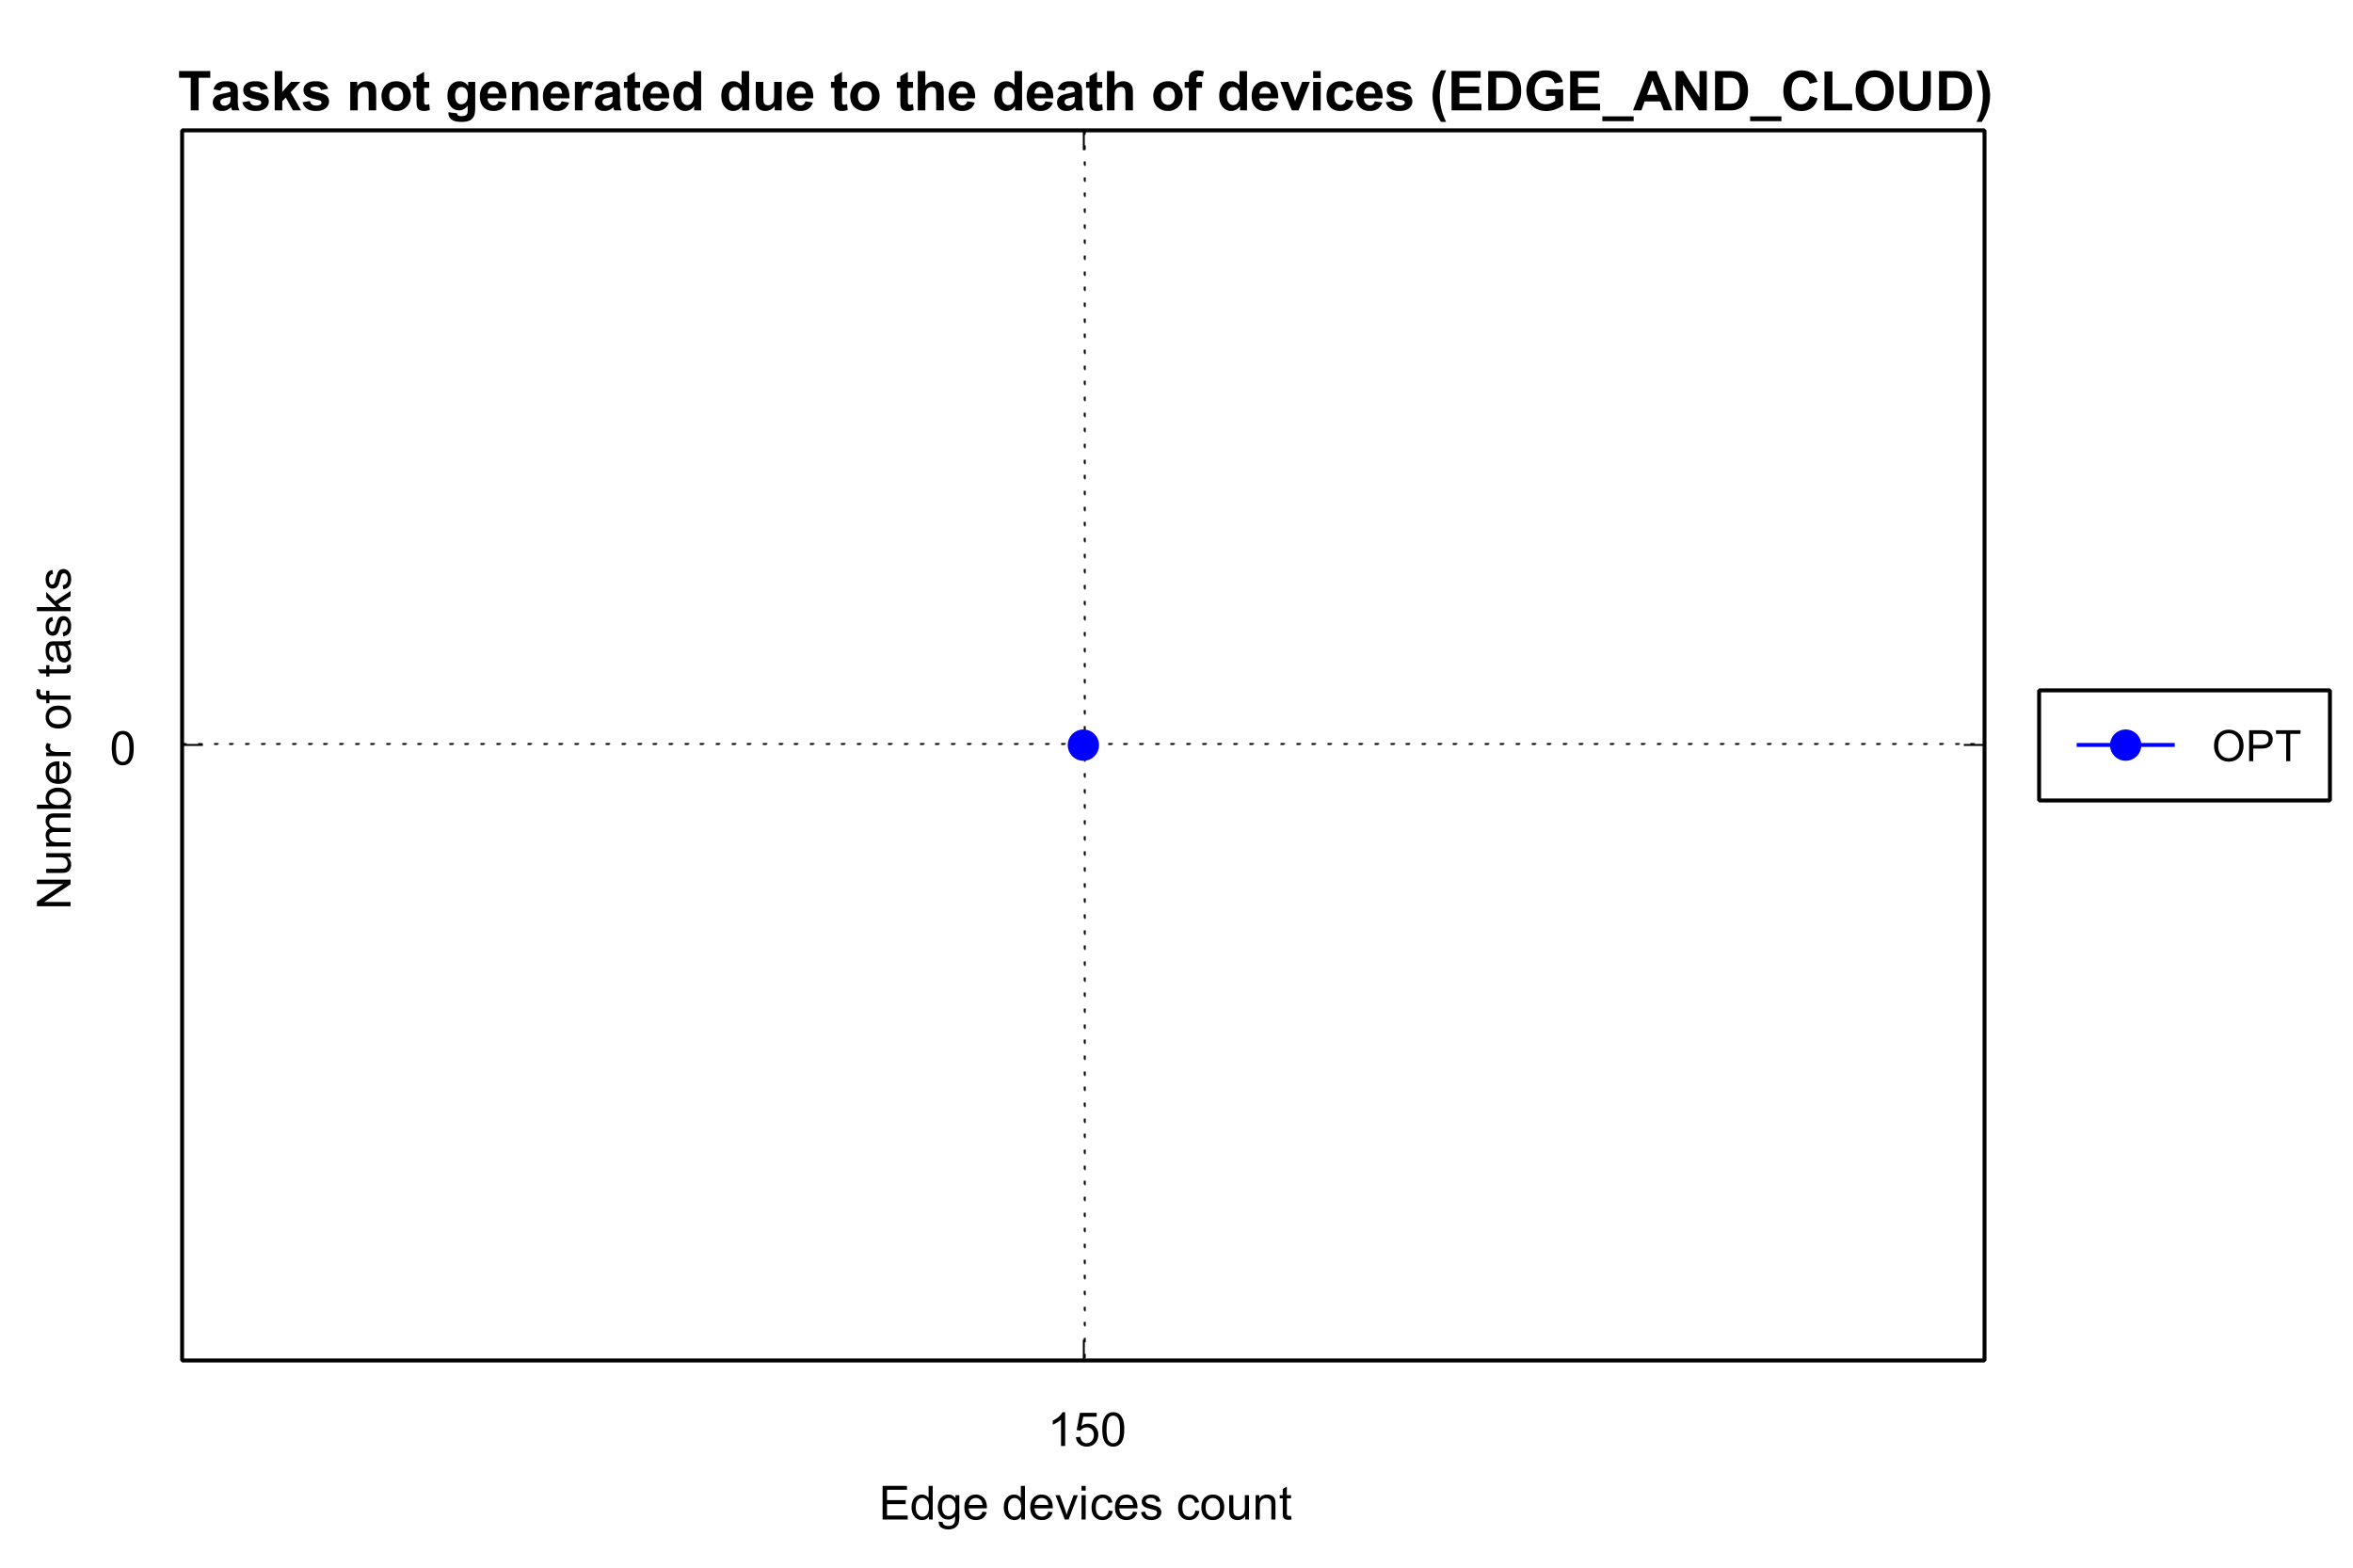 Tasks not generated due to the death of devices (EDGE_AND_CLOUD)
Number of tasks
0
OPT
150
Edge devices count